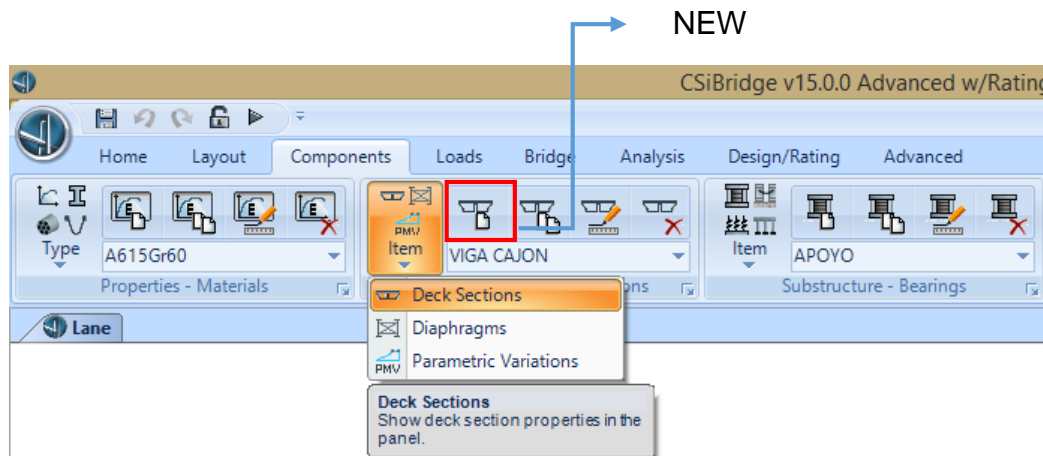 NEW
CSiBridge v15.0.0 Advanced w/Rating
Home Layout Components Loads Bridge Analysis Design/Rating Advanced
Type
E E E E
A615Gr60
Properties - Materials
PMV
Item
VIGA CAJON
ons
Item
APOYO
Substructure - Bearings
Deck Sections
Diaphragms
PMV
Parametric Variations
Lane
Deck Sections
Show deck section properties in the
panel.